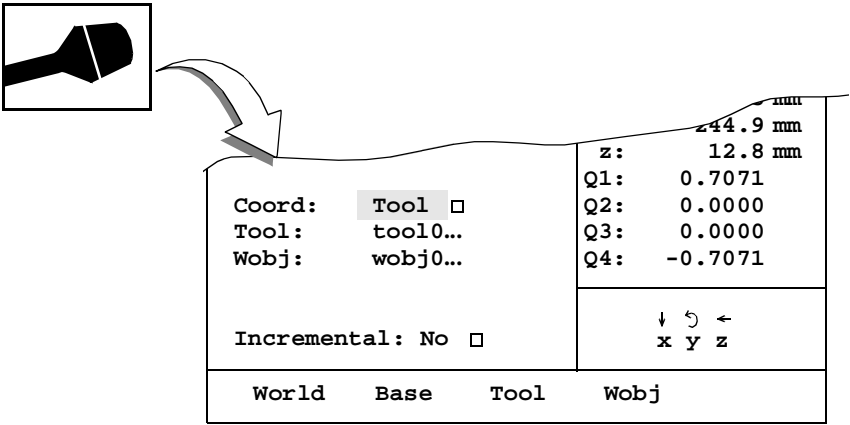 mm
244.9 mm
z: 12.8 mm
Q1: 0.7071
Coord: Tool Q2: 0.0000
Tool: tool0… Q3: 0.0000
Wobj: wobj0… Q4: -0.7071
Incremental: No x y z
World Base Tool Wobj